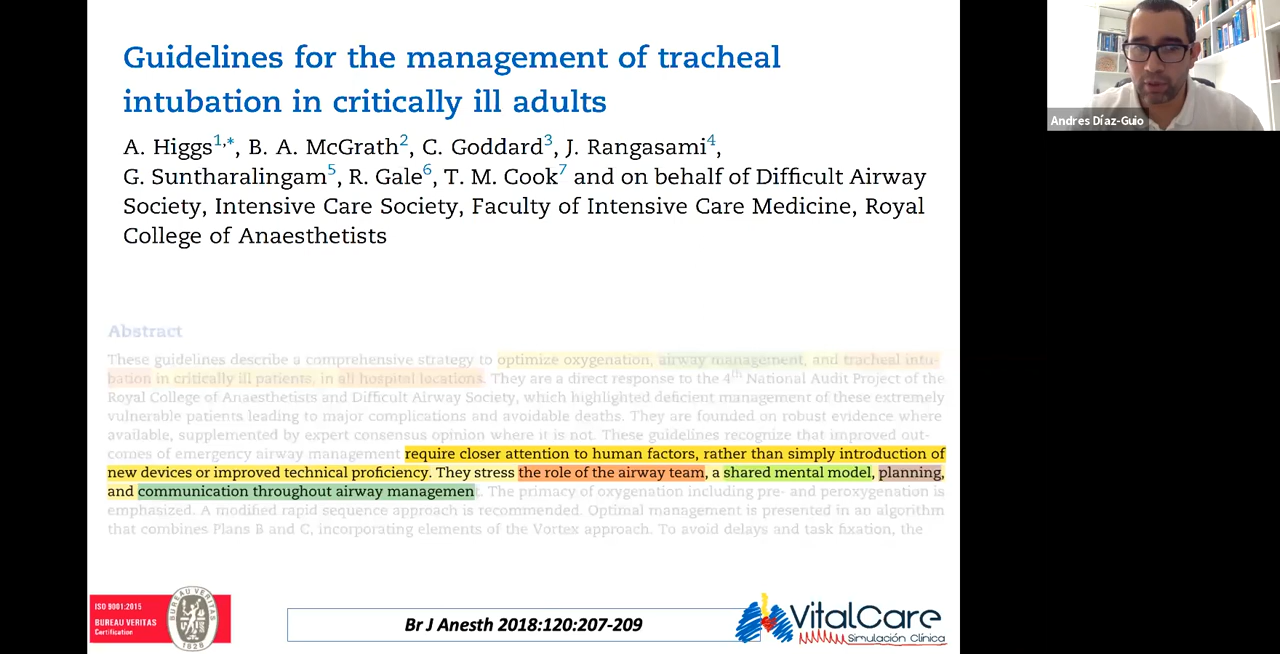 Guidelines for the management of tracheal
intubation in critically ill adults
A. Higgs1,*, B. A. McGrath2, C. Goddard3, J. Rangasami4,
G. Suntharalingam5, R. Gale6, T. M. Cook7 and on behalf of Difficult Airway
Society, Intensive Care Society, Faculty of Intensive Care Medicine, Royal
College of Anaesthetists
Andres Díaz-Guio
Abstract
These guidelines describe a comprehensive strategy to optimize oxygenation, airway management, and tracheal intu-
bation in critically ill patients, in all hospital locations. They are a direct response to the 4th National Audit Project of the
Royal College of Anaesthetists and Difficult Airway Society, which highlighted deficient management of these extremely
vulnerable patients leading to major complications and avoidable deaths. They are founded on robust evidence where
available, supplemented by expert consensus opinion where it is not. These guidelines recognize that improved out-
comes of emergency airway management require closer attention to human factors, rather than simply introduction of
new devices or improved technical proficiency. They stress the role of the airway team, a shared mental model, planning,
and communication throughout airway management. The primacy of oxygenation including pre- and peroxygenation is
emphasized. A modified rapid sequence approach is recommended. Optimal management is presented in an algorithm
that combines Plans B and C, incorporating elements of the Vortex approach. To avoid delays and task fixation, the
ISO 9001:2015
BUREAU VERITAS
Certification
BUREAU VERITAS
1828
Br J Anesth 2018:120:207-209
VitalCare
Simulación Clínica